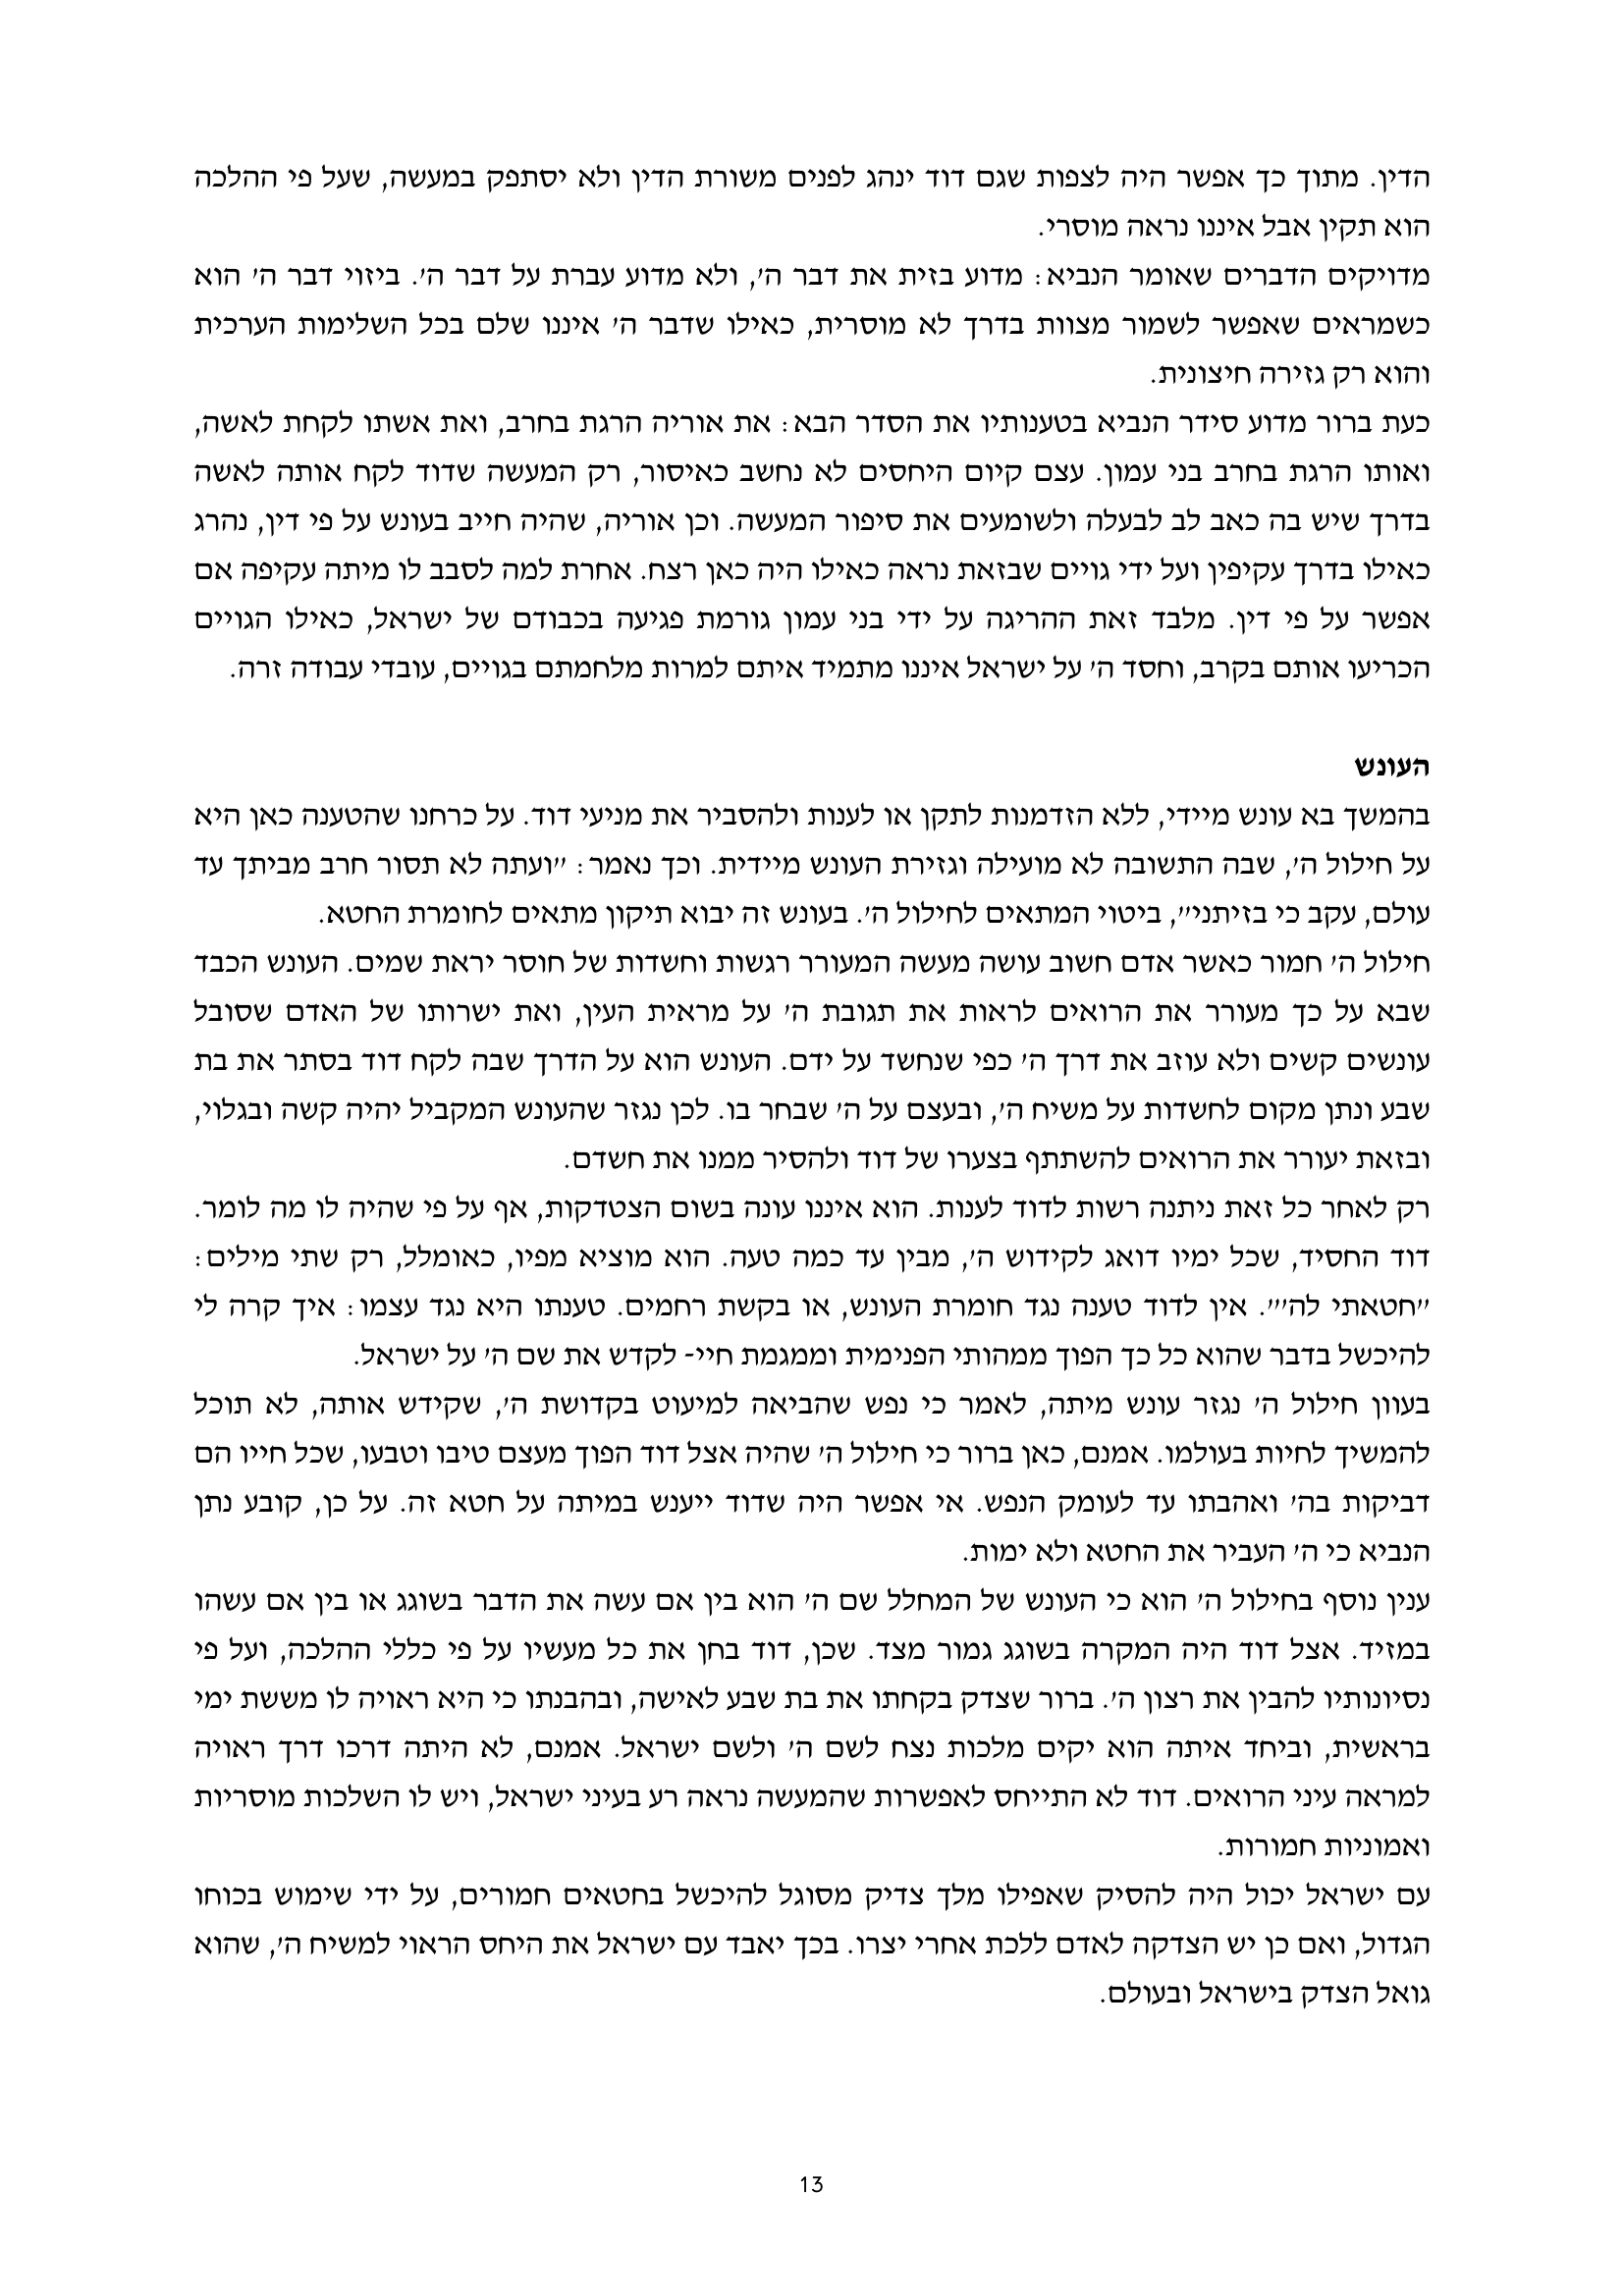 הדין. מתוך כך אפשר היה לצפות שגם דוד ינהג לפנים משורת הדין ולא יסתפק במעשה, שעל פי ההלכה
הוא תקין אבל איננו נראה מוסרי.
מדויקים הדברים שאומר הנביא: מדוע בזית את דבר ה׳, ולא מדוע עברת על דבר ה׳. ביזוי דבר ה׳ הוא
כשמראים שאפשר לשמור מצוות בדרך לא מוסרית, כאילו שדבר ה׳ איננו שלם בכל השלימות הערכית
והוא רק גזירה חיצונית.
כעת ברור מדוע סידר הנביא בטענותיו את הסדר הבא: את אוריה הרגת בחרב, ואת אשתו לקחת לאשה,
ואותו הרגת בחרב בני עמון. עצם קיום היחסים לא נחשב כאיסור, רק המעשה שדוד לקח אותה לאשה
בדרך שיש בה כאב לב לבעלה ולשומעים את סיפור המעשה. וכן אוריה, שהיה חייב בעונש על פי דין, נהרג
כאילו בדרך עקיפין ועל ידי גויים שבזאת נראה כאילו היה כאן רצח. אחרת למה לסבב לו מיתה עקיפה אם
אפשר על פי דין. מלבד זאת ההריגה על ידי בני עמון גורמת פגיעה בכבודם של ישראל, כאילו הגויים
הכריעו אותם בקרב, וחסד ה׳ על ישראל איננו מתמיד איתם למרות מלחמתם בגויים, עובדי עבודה זרה.
העונש
בהמשך בא עונש מיידי, ללא הזדמנות לתקן או לענות ולהסביר את מניעי דוד. על כרחנו שהטענה כאן היא
על חילול ה׳, שבה התשובה לא מועילה וגזירת העונש מיידית. וכך נאמר: ״ועתה לא תסור חרב מביתך עד
עולם, עקב כי בזיתני״, ביטוי המתאים לחילול ה׳. בעונש זה יבוא תיקון מתאים לחומרת החטא.
חילול ה׳ חמור כאשר אדם חשוב עושה מעשה המעורר רגשות וחשדות של חוסר יראת שמים. העונש הכבד
שבא על כך מעורר את הרואים לראות את תגובת ה׳ על מראית העין, ואת ישרותו של האדם שסובל
עונשים קשים ולא עוזב את דרך ה׳ כפי שנחשד על ידם. העונש הוא על הדרך שבה לקח דוד בסתר את בת
שבע ונתן מקום לחשדות על משיח ה׳, ובעצם על ה׳ שבחר בו. לכן נגזר שהעונש המקביל יהיה קשה ובגלוי,
ובזאת יעורר את הרואים להשתתף בצערו של דוד ולהסיר ממנו את חשדם.
רק לאחר כל זאת ניתנה רשות לדוד לענות. הוא איננו עונה בשום הצטדקות, אף על פי שהיה לו מה לומר.
דוד החסיד, שכל ימיו דואג לקידוש ה׳, מבין עד כמה טעה. הוא מוציא מפיו, כאומלל, רק שתי מילים:
״חטאתי לה׳״. אין לדוד טענה נגד חומרת העונש, או בקשת רחמים. טענתו היא נגד עצמו: איך קרה לי
להיכשל בדבר שהוא כל כך הפוך ממהותי הפנימית וממגמת חיי- לקדש את שם ה׳ על ישראל.
בעוון חילול ה׳ נגזר עונש מיתה, לאמר כי נפש שהביאה למיעוט בקדושת ה׳, שקידש אותה, לא תוכל
להמשיך לחיות בעולמו. אמנם, כאן ברור כי חילול ה׳ שהיה אצל דוד הפוך מעצם טיבו וטבעו, שכל חייו הם
דביקות בה׳ ואהבתו עד לעומק הנפש. אי אפשר היה שדוד ייענש במיתה על חטא זה. על כן, קובע נתן
הנביא כי ה׳ העביר את החטא ולא ימות.
ענין נוסף בחילול ה׳ הוא כי העונש של המחלל שם ה׳ הוא בין אם עשה את הדבר בשוגג או בין אם עשהו
במזיד. אצל דוד היה המקרה בשוגג גמור מצד. שכן, דוד בחן את כל מעשיו על פי כללי ההלכה, ועל פי
נסיונותיו להבין את רצון ה׳. ברור שצדק בקחתו את בת שבע לאישה, ובהבנתו כי היא ראויה לו מששת ימי
בראשית, וביחד איתה הוא יקים מלכות נצח לשם ה׳ ולשם ישראל. אמנם, לא היתה דרכו דרך ראויה
למראה עיני הרואים. דוד לא התייחס לאפשרות שהמעשה נראה רע בעיני ישראל, ויש לו השלכות מוסריות
ואמוניות חמורות.
עם ישראל יכול היה להסיק שאפילו מלך צדיק מסוגל להיכשל בחטאים חמורים, על ידי שימוש בכוחו
הגדול, ואם כן יש הצדקה לאדם ללכת אחרי יצרו. בכך יאבד עם ישראל את היחס הראוי למשיח ה׳, שהוא
גואל הצדק בישראל ובעולם.
13